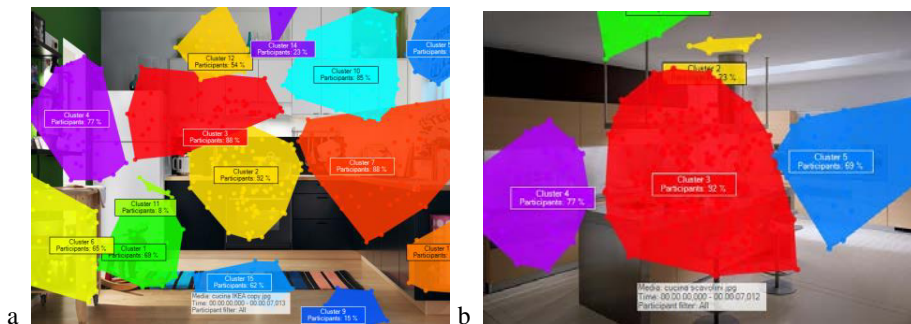 Cluster 14
Participants: 23 %
Cluster 12
Participants: 54 %
Cluster 10
Participants: 85 %
Cluster 4
Participants: 77 %
Cluster 3
Participants: 88 %
Cluster 7
Participants: 88 %
Cluster 2
Participants: 92 %
Cluster 11
Participants: 8 %
Cluster 6
Participants: 65 %
Cluster 1
Participants: 69 %
Cluster 15
Participants: 62 %
Media: cucina IKEA copy.jpg
Time: 00:00:00,000 - 00:00:07,013
Participant filter: All
Cluster 9
Participants: 15 %
a
Cluster 2
23 %
Cluster 3
Participants: 92 %
Cluster 5
Participants: 69 %
Cluster 4
Participants: 77 %
Media: cucina scavolini.jpg
Time: 00:00:00,000 - 00:00:07,012
Participant filter: All
b